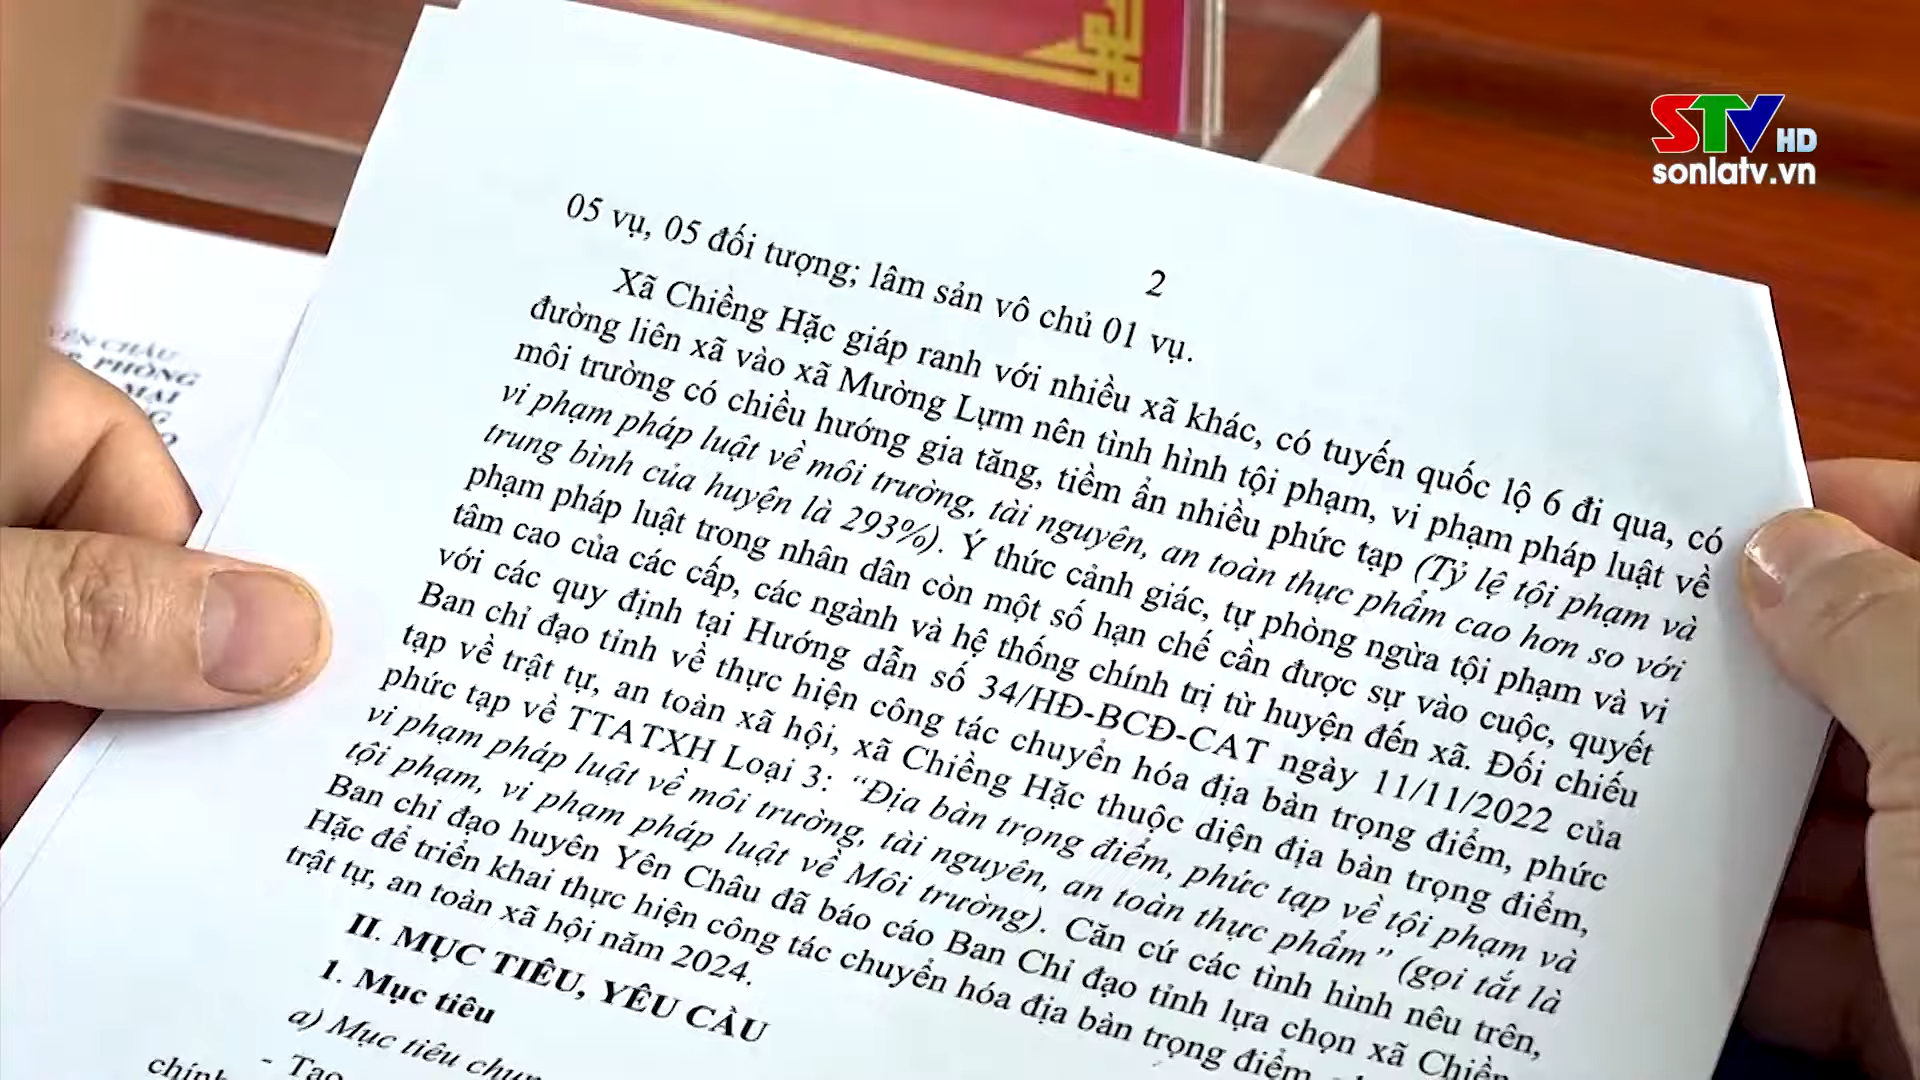 STV HD
sonlatv.vn
2
05 vụ, 05 đối tượng; lâm sản vô chủ 01 vụ.
Xã Chiềng Hặc giáp ranh với nhiều xã khác, có tuyến quốc lộ 6 đi qua, có
đường liên xã vào xã Mường Lựm nên tình hình tội phạm, vi phạm pháp luật về
môi trường có chiều hướng gia tăng, tiềm ẩn nhiều phức tạp (Tỷ lệ tội phạm và
vi phạm pháp luật về môi trường, tài nguyên, an toàn thực phẩm cao hơn so với
trung bình của huyện là 293%). Ý thức cảnh giác, tự phòng ngừa tội phạm và vi
phạm pháp luật trong nhân dân còn một số hạn chế cần được sự vào cuộc, quyết
tâm cao của các cấp, các ngành và hệ thống chính trị từ huyện đến xã. Đối chiếu
với các quy định tại Hướng dẫn số 34/HĐ-BCĐ-CAT ngày 11/11/2022 của
Ban chỉ đạo tỉnh về thực hiện công tác chuyển hóa địa bàn trọng điểm, phức
tạp về trật tự, an toàn xã hội, xã Chiềng Hặc thuộc diện địa bàn trọng điểm,
phức tạp về TTATXH Loại 3: “Địa bàn trọng điểm, phức tạp về tội phạm và
vi phạm pháp luật về môi trường, tài nguyên, an toàn thực phẩm” (gọi tắt là
tội phạm, vi phạm pháp luật về Môi trường). Căn cứ các tình hình nêu trên,
Ban chỉ đạo huyện Yên Châu đã báo cáo Ban Chỉ đạo tỉnh lựa chọn xã Chiềng
Hặc để triển khai thực hiện công tác chuyển hóa địa bàn trọng điểm
trật tự, an toàn xã hội năm 2024.
II. MỤC TIÊU, YÊU CẦU
1. Mục tiêu
a) Mục tiêu chung
- Tạo
chính
CHÂU
PHÒNG
MẠI